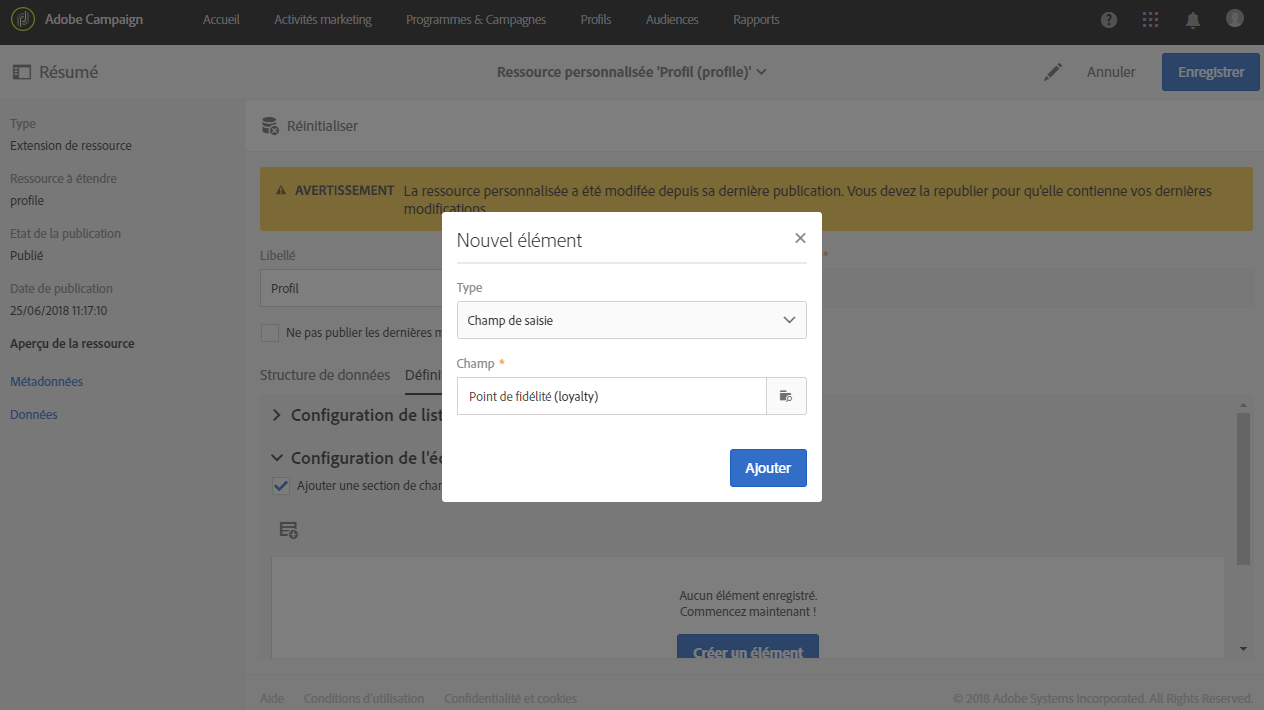 Adobe Campaign
Accueil
Activités marketing
Programmes & Campagnes
Profils
Audiences
Rapports
Résumé
Ressource personnalisée 'Profil (profile)'
Annuler
Enregistrer
Type
Extension de ressource
Ressource à étendre
profile
Etat de la publication
Publié
Date de publication
25/06/2018 11:17:10
Aperçu de la ressource
Métadonnées
Données
Réinitialiser
AVERTISSEMENT La ressource personnalisée a été modifée depuis sa dernière publication. Vous devez la republier pour qu'elle contienne vos dernières
modifications.
Libellé
*
Profil
Ne pas publier les dernières m
Structure de données
Défini
Configuration de list
Configuration de l'éc
Ajouter une section de char
Aucun élément enregistré.
Commencez maintenant !
Créer un élément
Nouvel élément
Type
Champ de saisie
Champ *
Point de fidélité (loyalty)
Ajouter
Aide
Conditions d'utilisation
Confidentialité et cookies
© 2018 Adobe Systems Incorporated. All Rights Reserved.